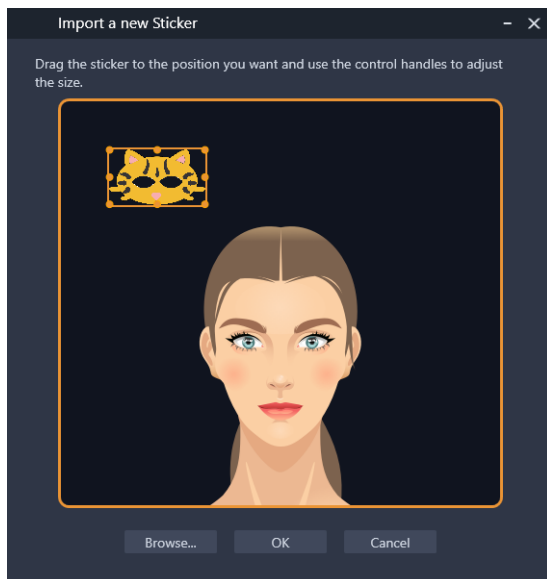 Import a new Sticker
Drag the sticker to the position you want and use the control handles to adjust
the size.
Browse...
OK
Cancel